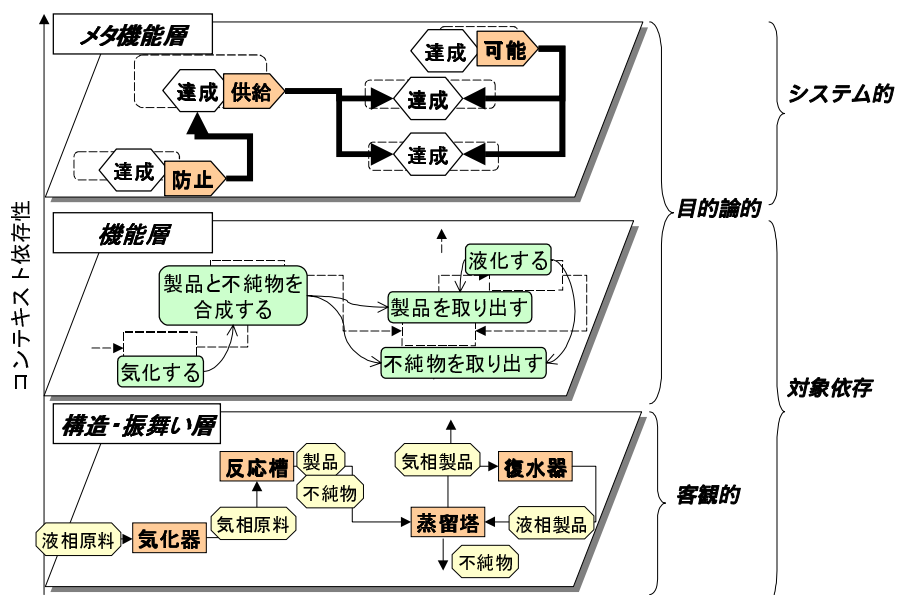 メタ機能層
達成
可能
達成
供給
達成
達成
達成
防止
システム的
目的論的
コンテキスト依存性
機能層
液化する
製品と不純物を
合成する
製品を取り出す
気化する
不純物を取り出す
対象依存
構造・振舞い層
反応槽
製品
不純物
気相製品
復水器
客観的
液相原料
気化器
気相原料
蒸留塔
液相製品
不純物